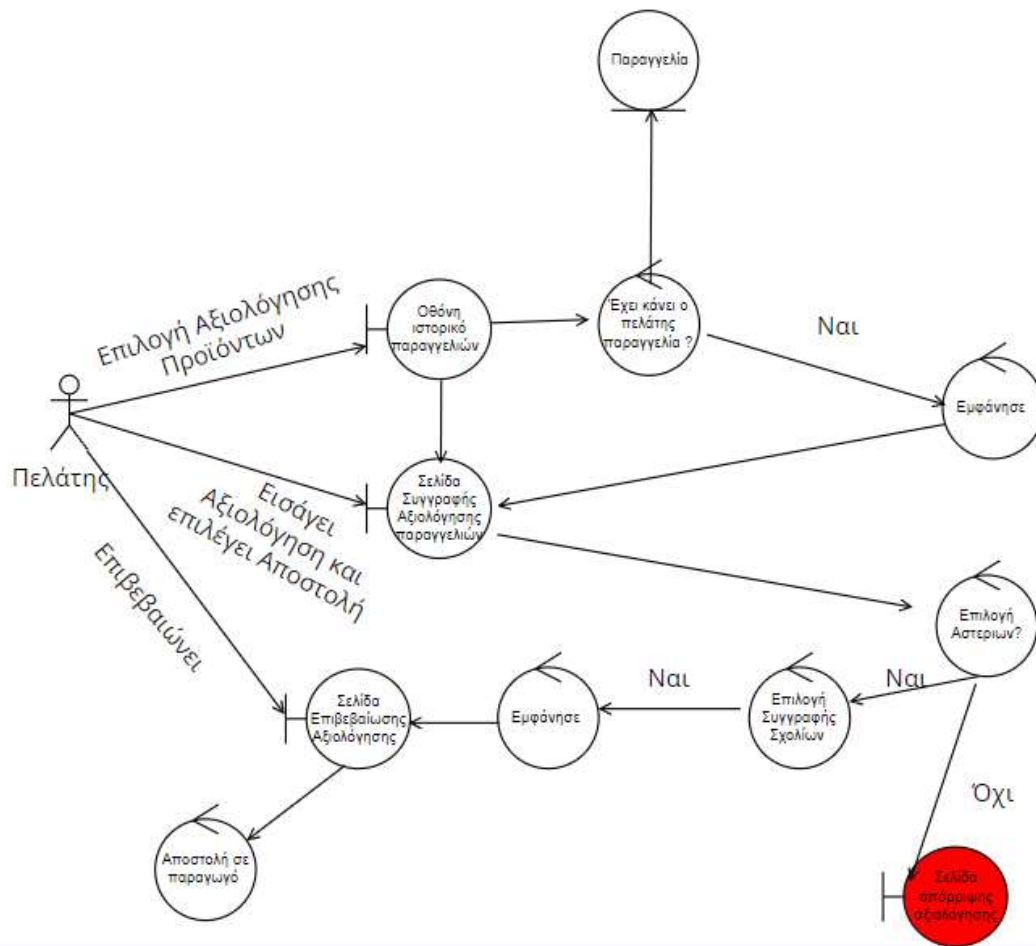 Παραγγελία
Επιλογή Αξιολόγησης
Προϊόντων
Οθόνη
ιστορικό
παραγγελιών
Έχει κάνει ο
πελάτης
παραγγελία ?
Ναι
Εμφάνησε
Πελάτης
Εισάγει
Αξιολόγηση και
επιλέγει Αποστολή
Σελίδα
Συγγραφής
Αξιολόγησης
παραγγελιών
Επιβεβαιώνει
Επιλογή
Αστεριων?
Ναι
Ναι
Επιλογή
Συγγραφής
Σχολίων
Εμφάνησε
Σελίδα
Επιβεβαίωσης
Αξιολόγησης
Όχι
Αποστολή σε
παραγωγό
Σελίδα
απόρριψης
αξιολόγησης